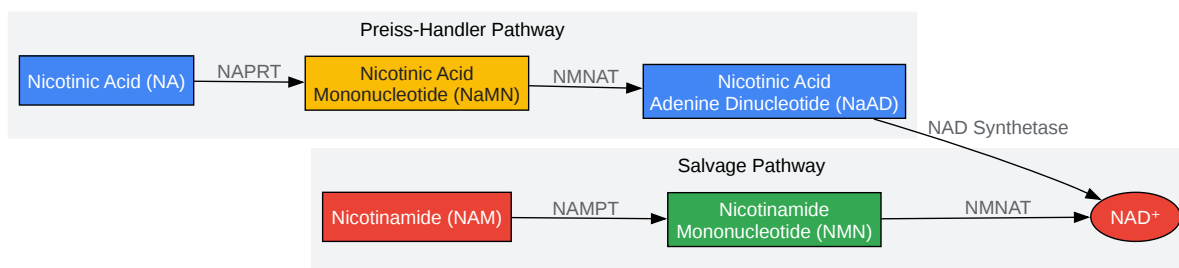 Preiss-Handler Pathway
Nicotinic Acid (NA)
NAPRT
Nicotinic Acid
Mononucleotide (NaMN)
NMNAT
Nicotinic Acid
Adenine Dinucleotide (NaAD)
NAD Synthetase
Salvage Pathway
Nicotinamide (NAM)
NAMPT
Nicotinamide
Mononucleotide (NMN)
NMNAT
NAD⁺